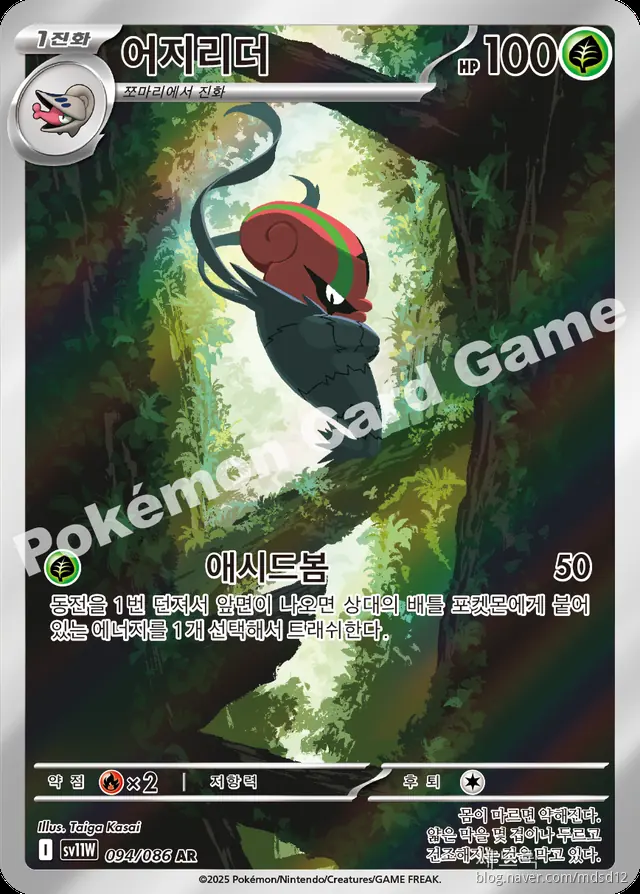 1진화
어지리더
HP 100
쪼마리에서 진화
Pokémon Card Game
애시드봄 50
동전을 1번 던져서 앞면이 나오면 상대의 배틀 포켓몬에게 붙어
있는 에너지를 1개 선택해서 트래쉬한다.
약 점 ×2 저항력 후 퇴
Illus. Taiga Kasai
I sv11W 094/086 AR
몸이 마르면 약해진다.
얇은 막을 몇 겹이나 두르고
건조해지는 것을 막고 있다.
©2025 Pokémon/Nintendo/Creatures/GAME FREAK.
blog.naver.com/mdsd12